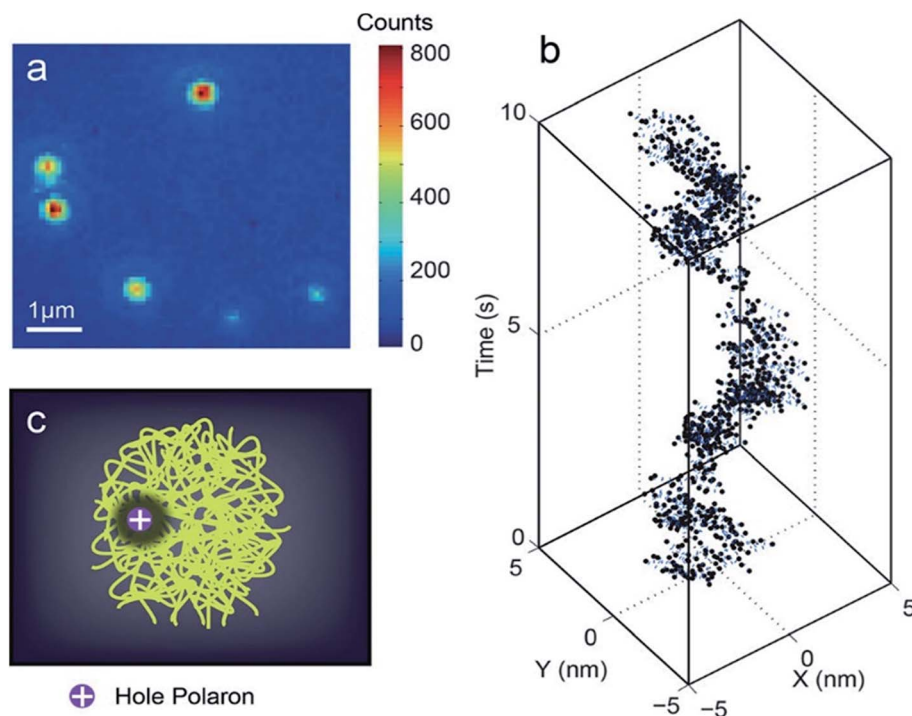 a
Counts
800
600
400
200
0
1μm
b
10
5
0
Time (s)
5
0
−5
Y (nm)
−5
0
5
X (nm)
c
Hole Polaron